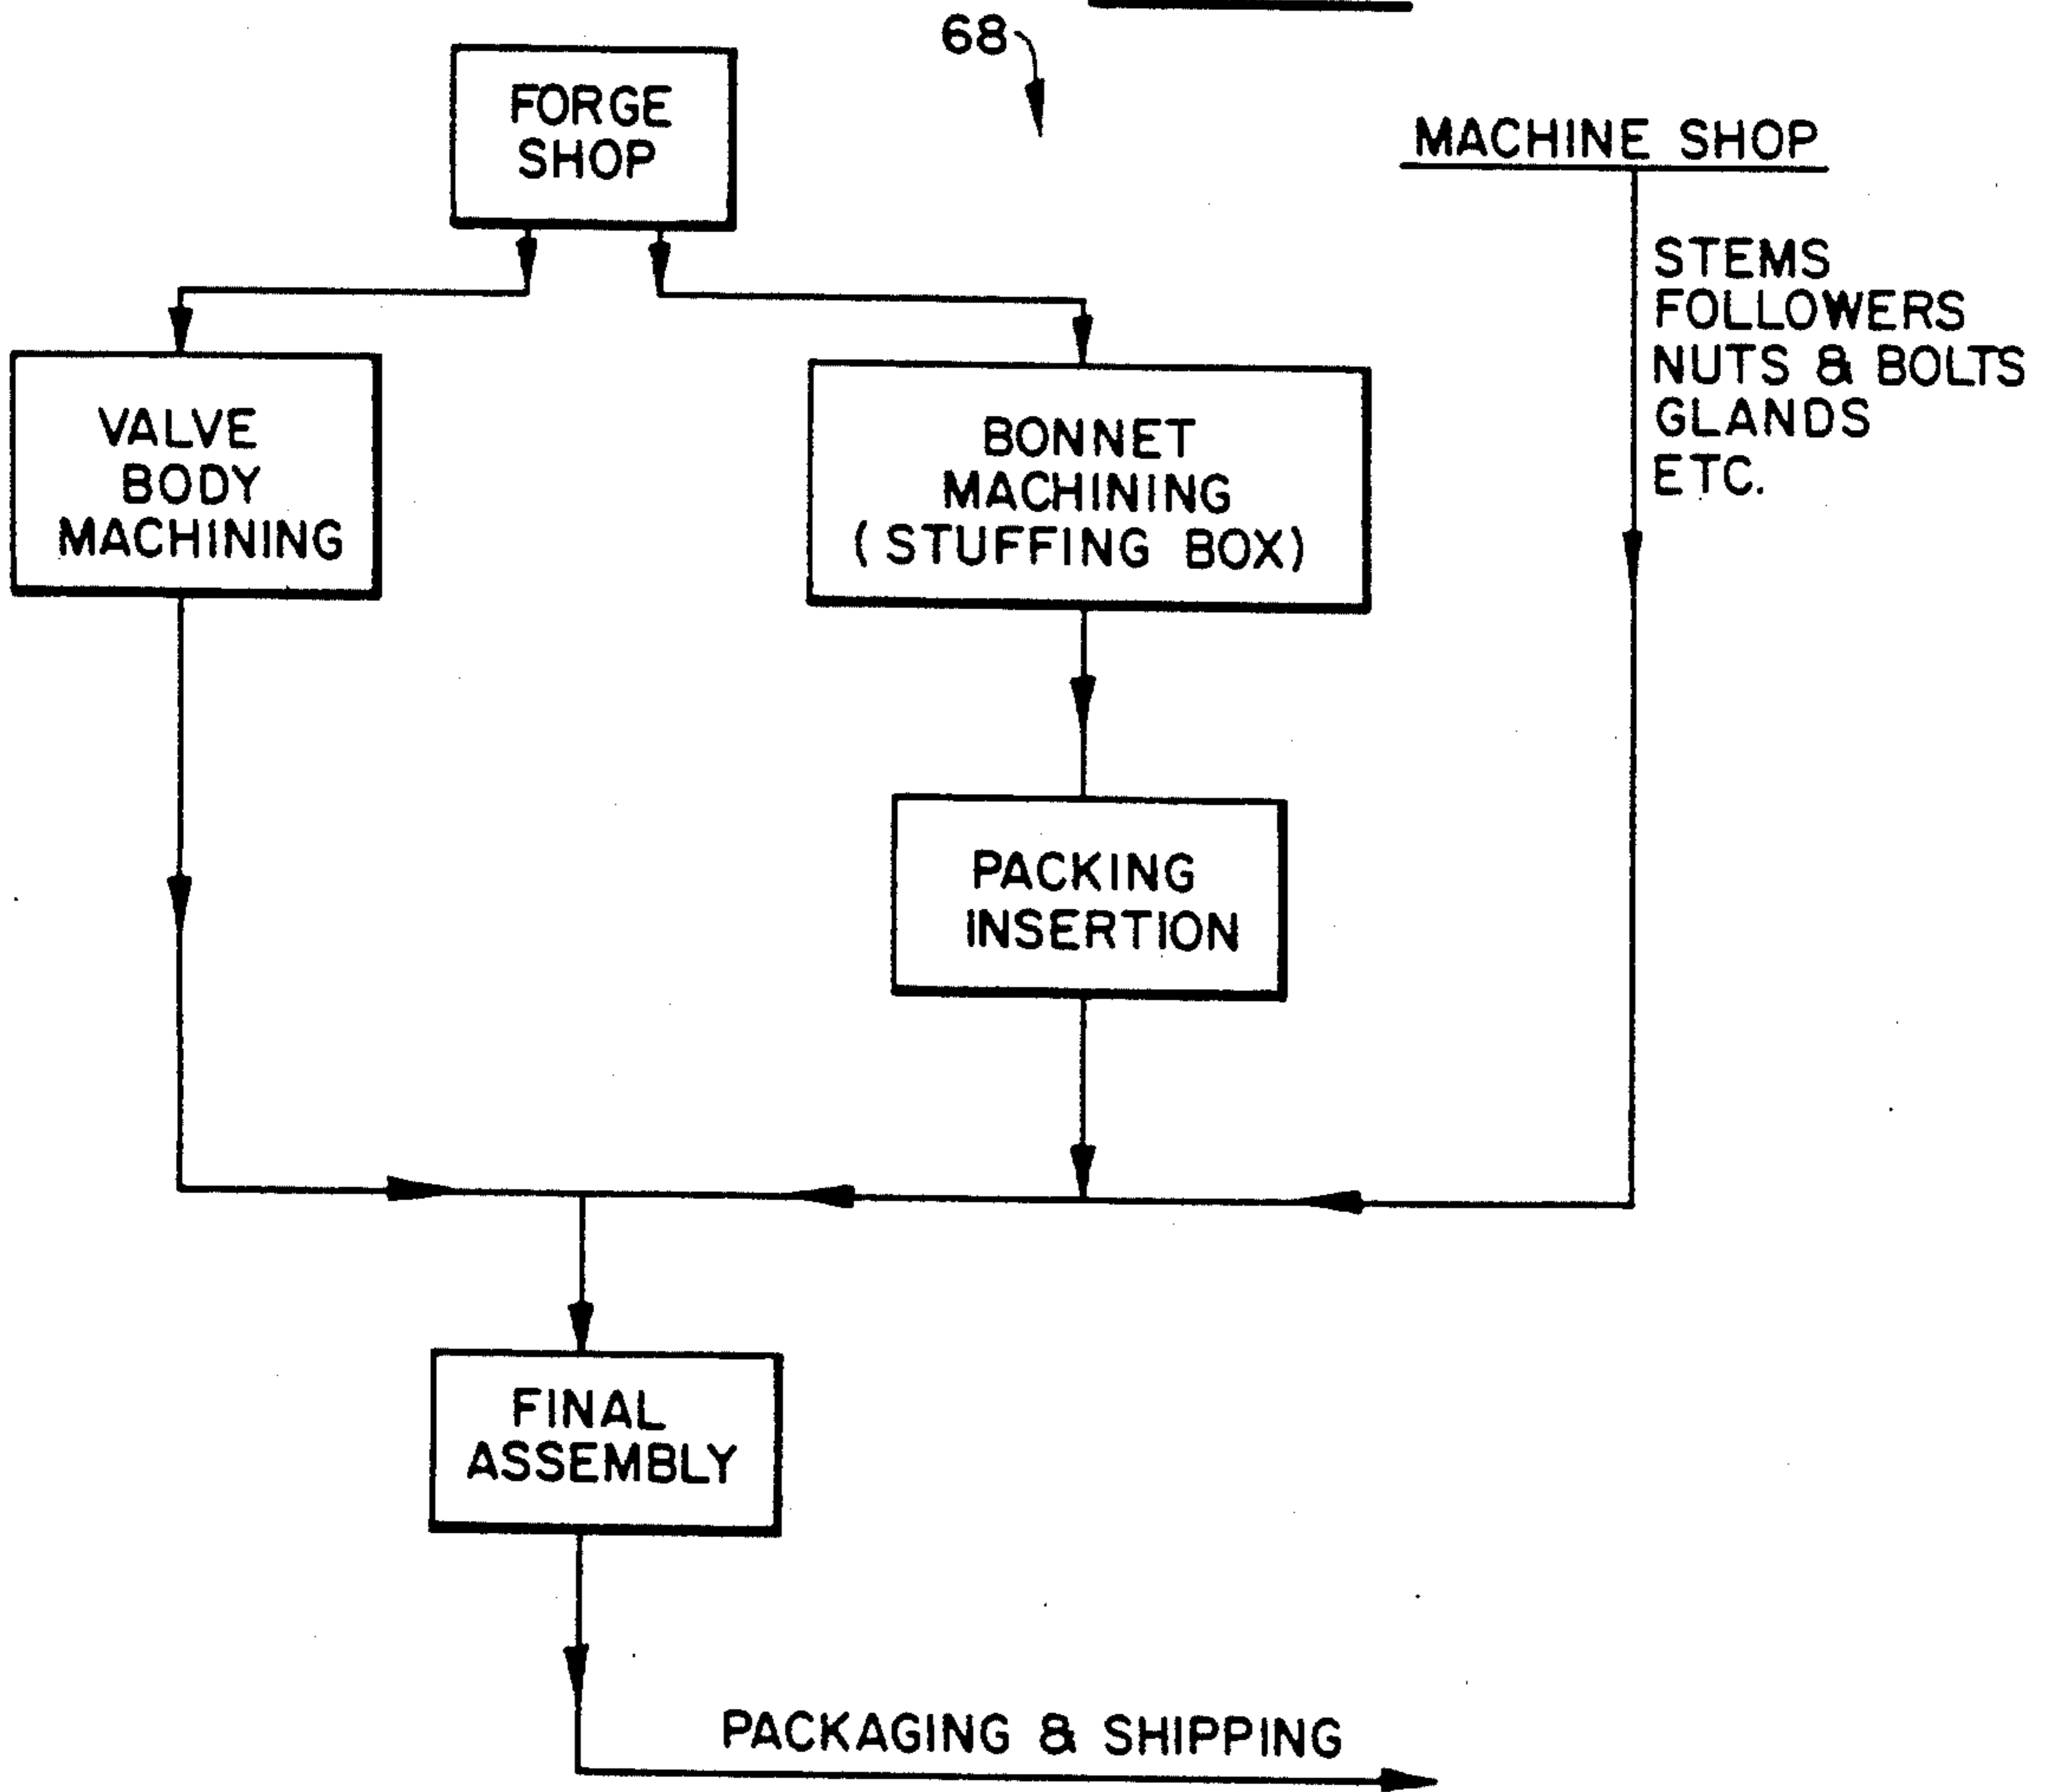 68
FORGE
SHOP
MACHINE SHOP
STEMS
FOLLOWERS
NUTS & BOLTS
GLANDS
ETC.
VALVE
BODY
MACHINING
BONNET
MACHINING
(STUFFING BOX)
PACKING
INSERTION
FINAL
ASSEMBLY
PACKAGING & SHIPPING